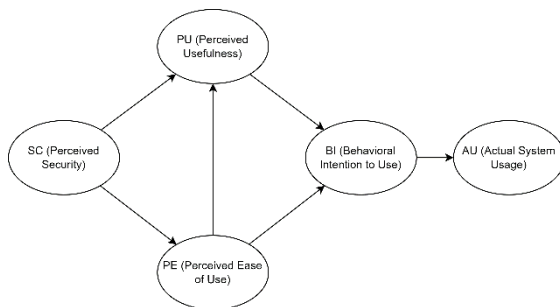 PU (Perceived
Usefulness)
SC (Perceived
Security)
BI (Behavioral
Intention to Use)
AU (Actual System
Usage)
PE (Perceived Ease
of Use)